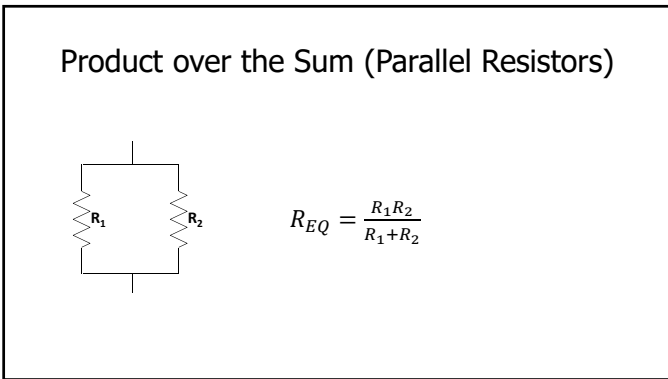 Product over the Sum (Parallel Resistors)
R₁
R₂
R_EQ = R₁R₂ / R₁+R₂